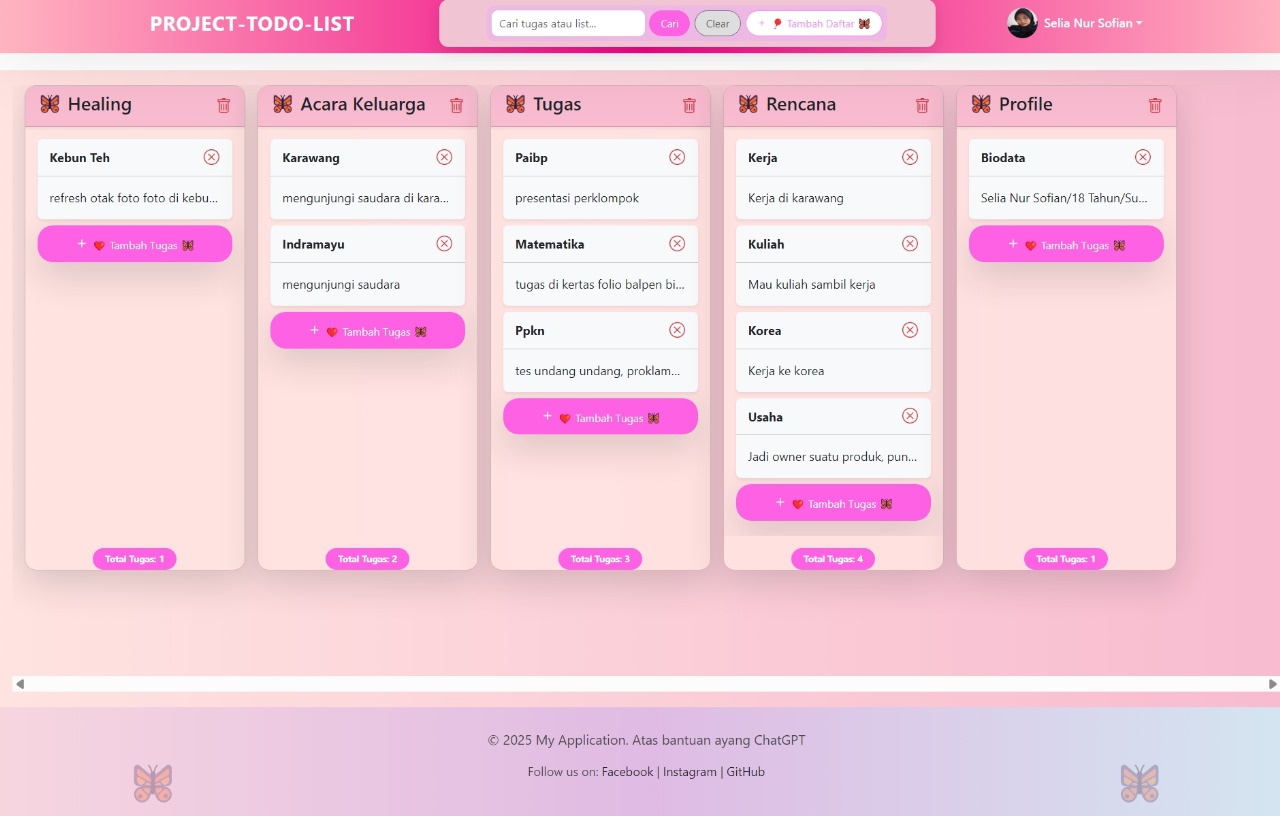 PROJECT-TODO-LIST
Cari tugas atau list...
Cari
Clear
+ Tambah Daftar
Selia Nur Sofian
Healing
Kebun Teh
refresh otak foto foto di kebu...
+ Tambah Tugas
Total Tugas: 1
Acara Keluarga
Karawang
mengunjungi saudara di kara...
Indramayu
mengunjungi saudara
+ Tambah Tugas
Total Tugas: 2
Tugas
Paibp
presentasi perklompok
Matematika
tugas di kertas folio balpen bi...
Ppkn
tes undang undang, proklam...
+ Tambah Tugas
Total Tugas: 3
Rencana
Kerja
Kerja di karawang
Kuliah
Mau kuliah sambil kerja
Korea
Kerja ke korea
Usaha
Jadi owner suatu produk, pun...
+ Tambah Tugas
Total Tugas: 4
Profile
Biodata
Selia Nur Sofian/18 Tahun/Su...
+ Tambah Tugas
Total Tugas: 1
© 2025 My Application. Atas bantuan ayang ChatGPT
Follow us on: Facebook | Instagram | GitHub